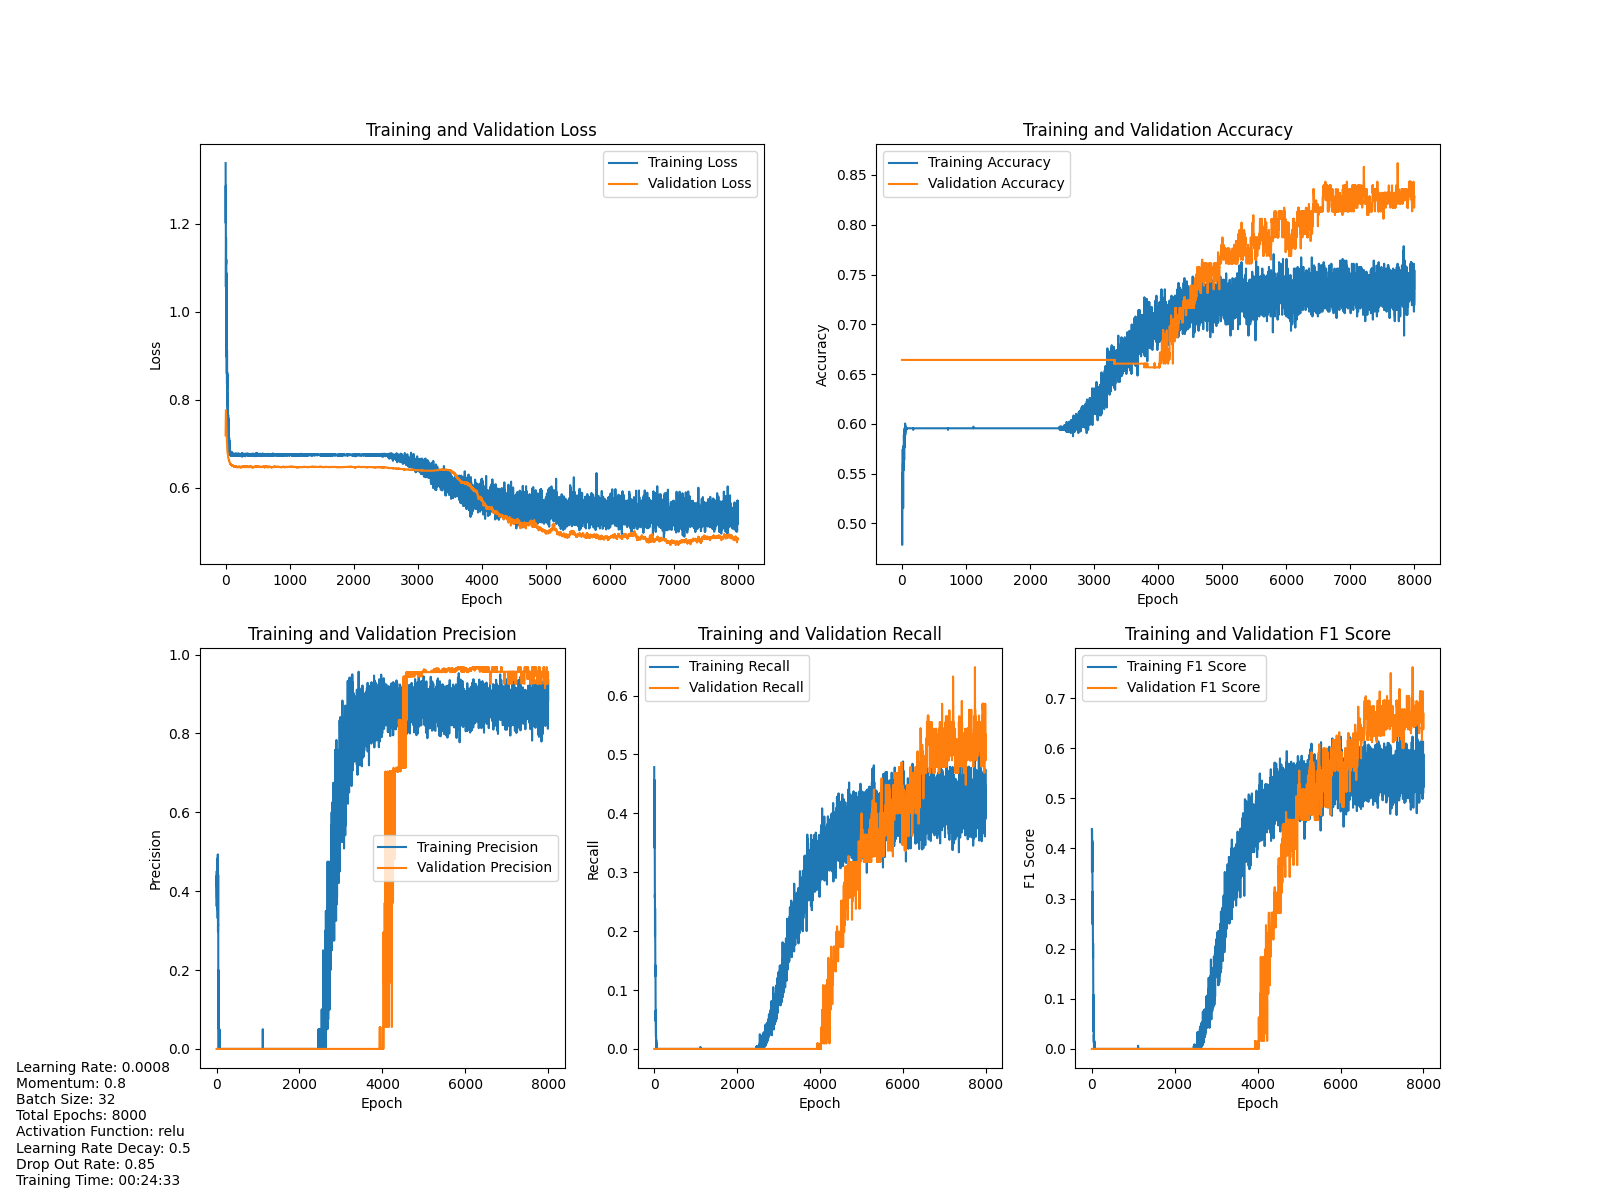 Training and Validation Loss
Training Loss
Validation Loss
1.2
1.0
0.8
0.6
Loss
0 1000 2000 3000 4000 5000 6000 7000 8000
Epoch
Training and Validation Accuracy
Training Accuracy
Validation Accuracy
0.85
0.80
0.75
0.70
0.65
0.60
0.55
0.50
Accuracy
0 1000 2000 3000 4000 5000 6000 7000 8000
Epoch
Training and Validation Precision
1.0
0.8
0.6
0.4
0.2
0.0
Precision
Training Precision
Validation Precision
0 2000 4000 6000 8000
Epoch
Training and Validation Recall
Training Recall
Validation Recall
0.6
0.5
0.4
0.3
0.2
0.1
0.0
Recall
0 2000 4000 6000 8000
Epoch
Training and Validation F1 Score
Training F1 Score
Validation F1 Score
0.7
0.6
0.5
0.4
0.3
0.2
0.1
0.0
F1 Score
0 2000 4000 6000 8000
Epoch
Learning Rate: 0.0008
Momentum: 0.8
Batch Size: 32
Total Epochs: 8000
Activation Function: relu
Learning Rate Decay: 0.5
Drop Out Rate: 0.85
Training Time: 00:24:33